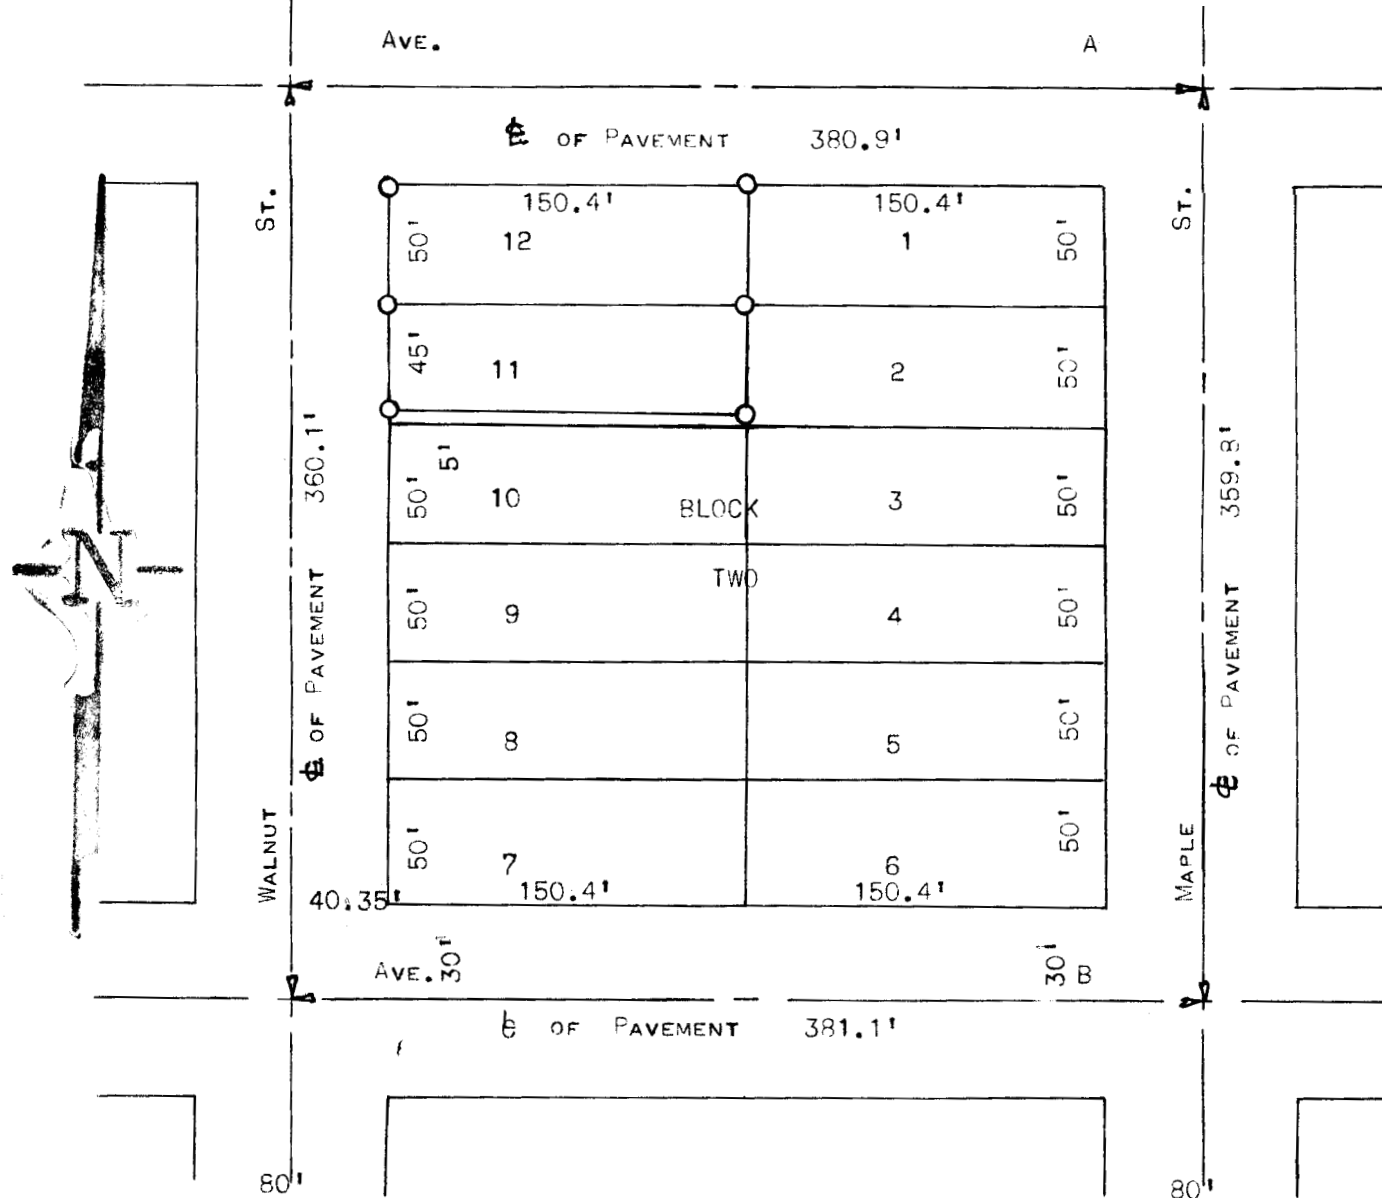 AVE. A
℄ OF PAVEMENT 380.9'
ST.
ST.
150.4' 150.4'
50' 12 1 50'
45' 11 2 50'
360.1'
359.8'
5'
50' 10 BLOCK 3 50'
TWO
N
50' 9 4 50'
℄ OF PAVEMENT
℄ OF PAVEMENT
50' 8 5 50'
50' 7 6 50'
WALNUT
MAPLE
40.35' 150.4' 150.4'
AVE. 30' 30' B
℄ OF PAVEMENT 381.1'
80' 80'